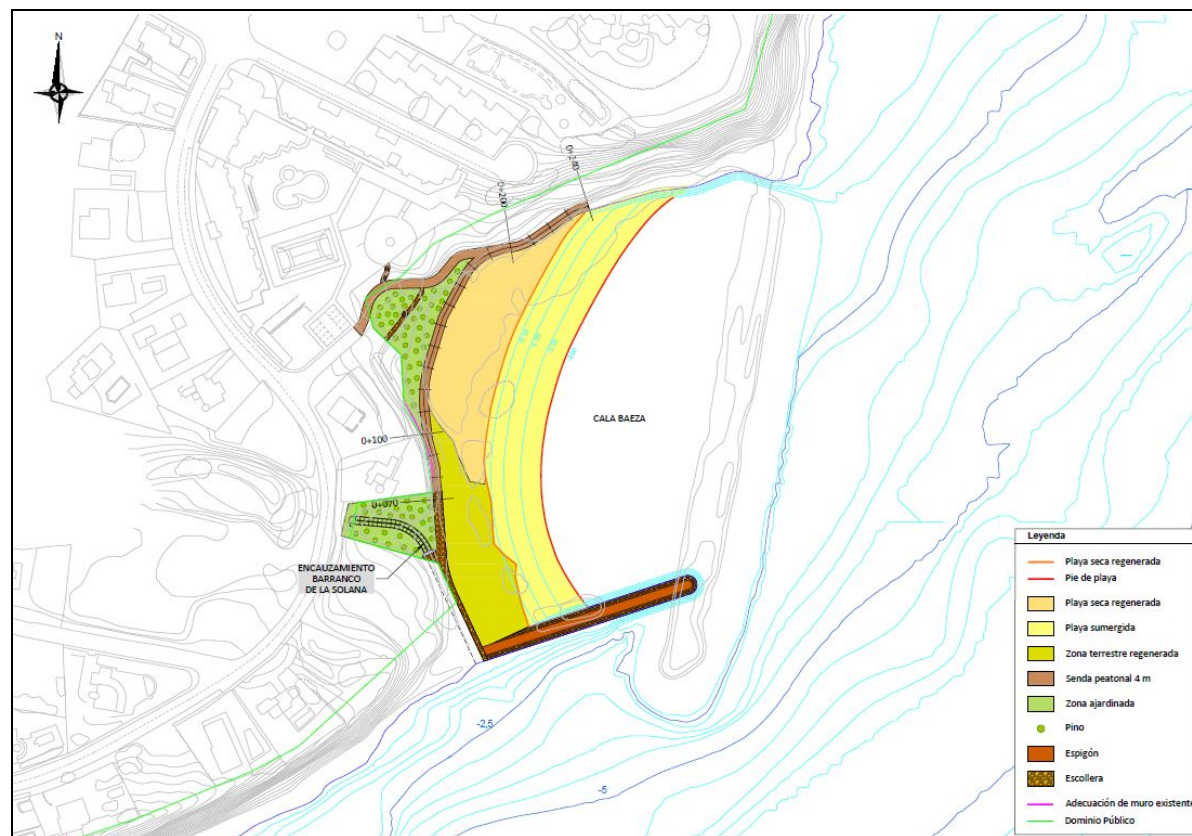 N
0+240
0+200
CALA BAEZA
0+100
0+070
ENCAUZAMIENTO
BARRANCO
DE LA SOLANA
-2,5
-5
Leyenda
Playa seca regenerada
Pie de playa
Playa seca regenerada
Playa sumergida
Zona terrestre regenerada
Senda peatonal 4 m
Zona ajardinada
Pino
Espigón
Escollera
Adecuación de muro existente
Dominio Público